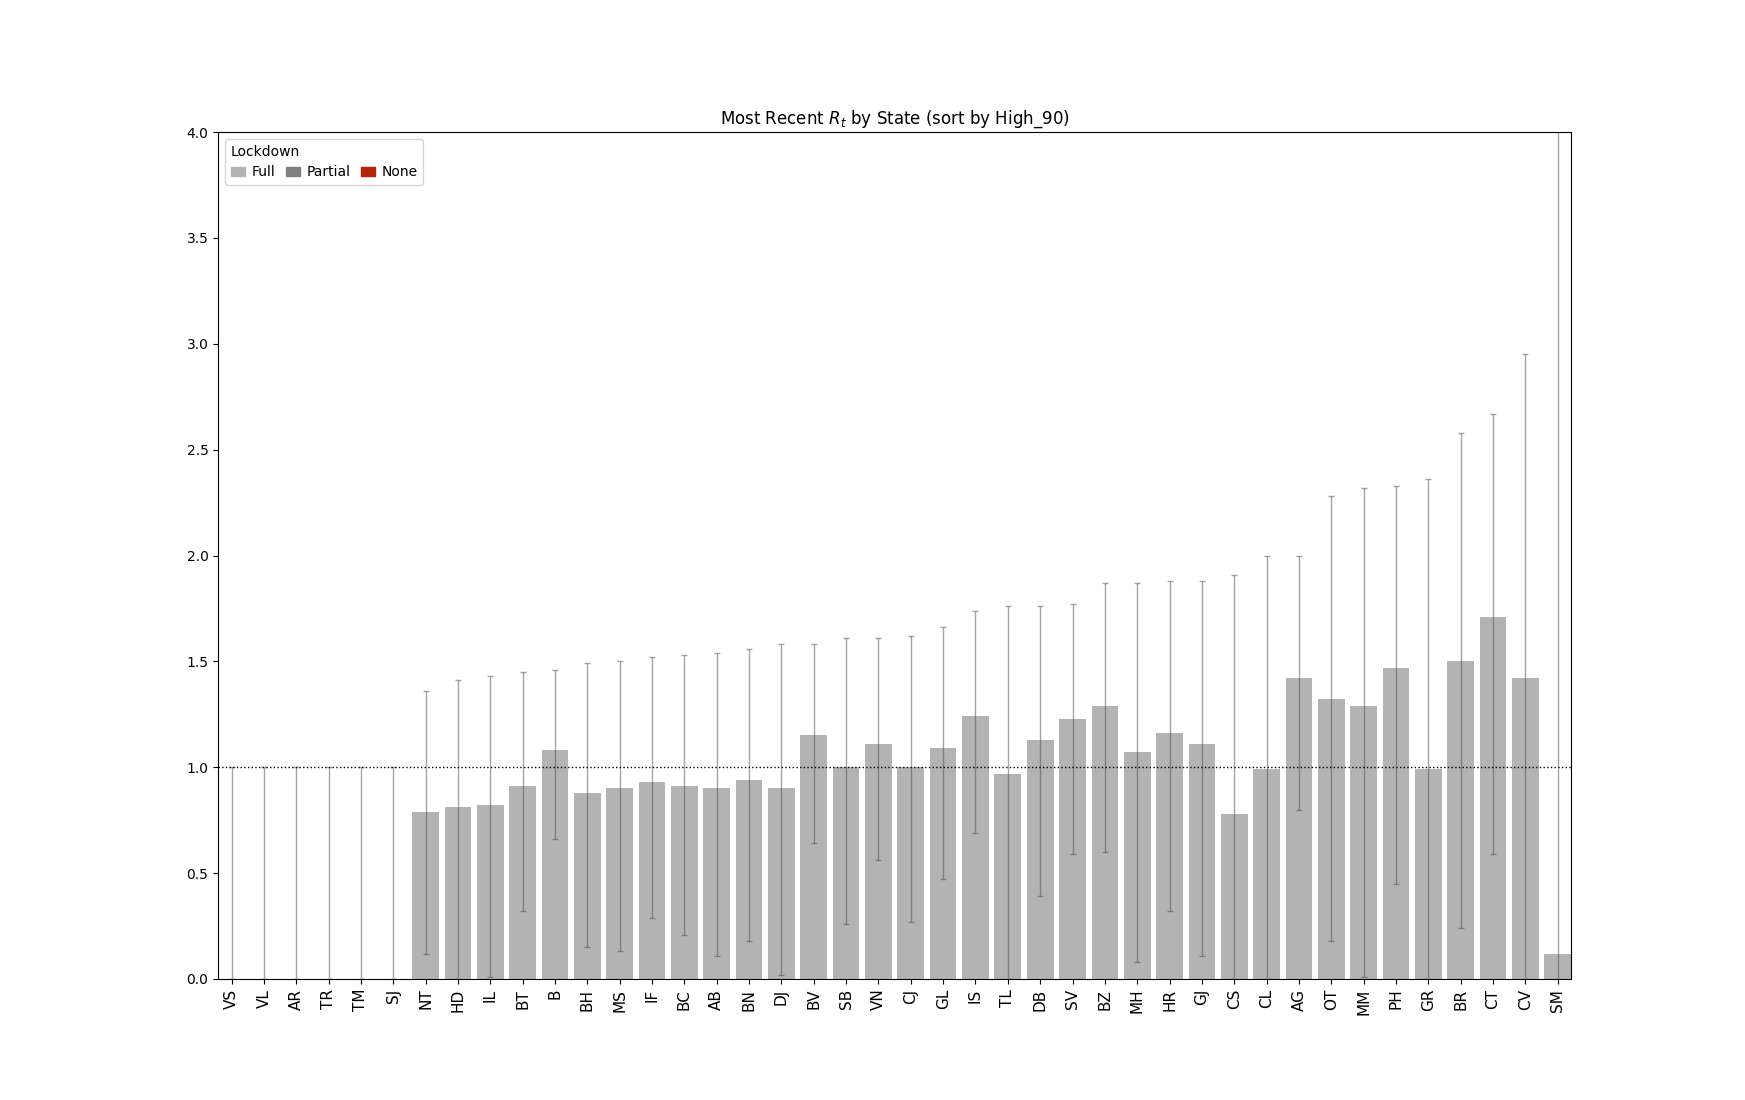 Most Recent R_t by State (sort by High_90)
Lockdown
Full Partial None
4.0
3.5
3.0
2.5
2.0
1.5
1.0
0.5
0.0
VS VL AR TR TM SJ NT HD IL BT B BH MS IF BC AB BN DJ BV SB VN CJ GL IS TL DB SV BZ MH HR GJ CS CL AG OT MM PH GR BR CT CV SM